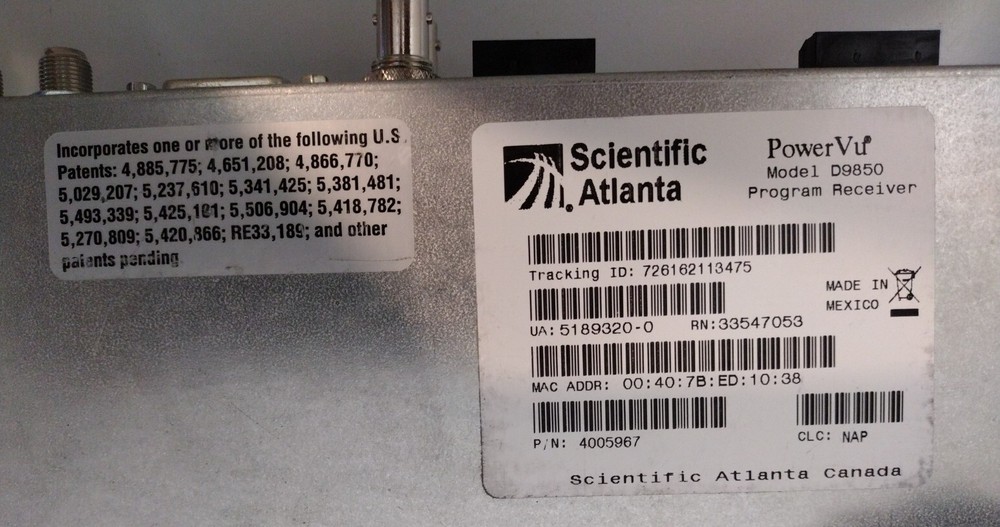 Incorporates one or more of the following U.S.
Patents: 4,885,775; 4,651,208; 4,866,770;
5,029,207; 5,237,610; 5,341,425; 5,381,481;
5,493,339; 5,425,101; 5,506,904; 5,418,782;
5,270,809; 5,420,866; RE33,189; and other
patents pending
Scientific
Atlanta
PowerVu®
Model D9850
Program Receiver
Tracking ID: 726162113475
MADE IN
MEXICO
UA: 5189320-0 RN: 33547053
MAC ADDR: 00:40:7B:ED:10:38
P/N: 4005967
CLC: NAP
Scientific Atlanta Canada